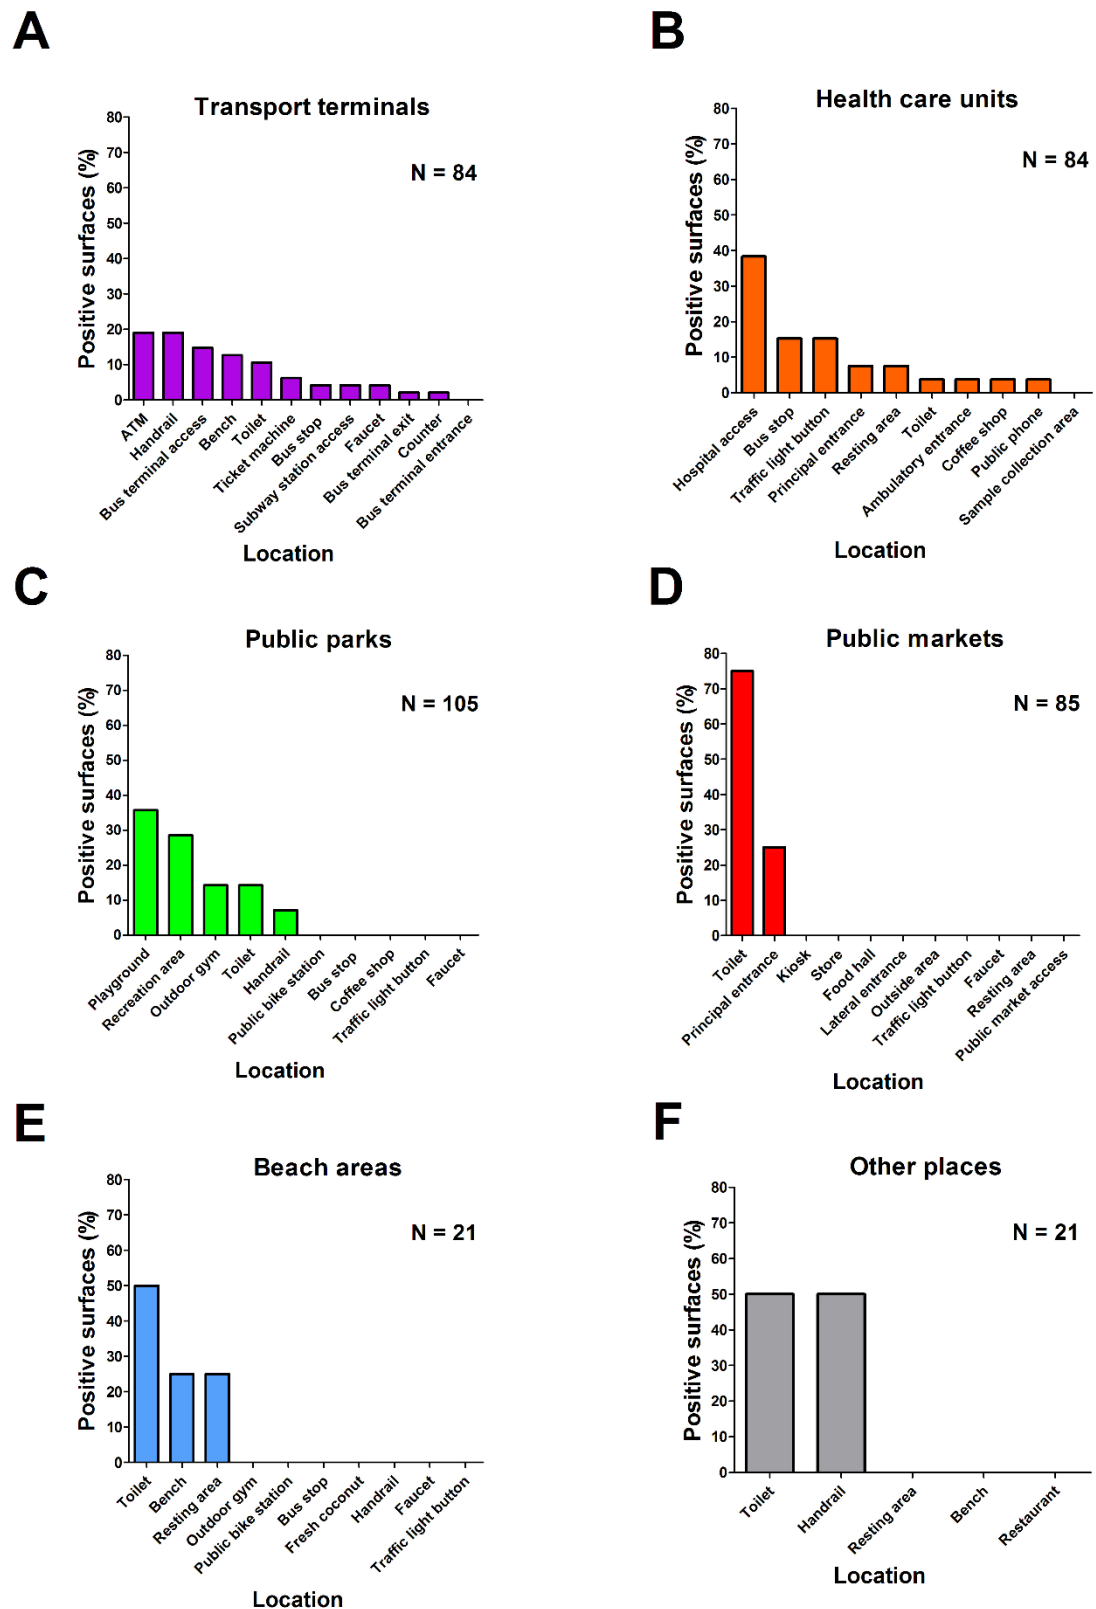 A
Transport terminals
N = 84
Positive surfaces (%)
80
70
60
50
40
30
20
10
0
ATM
Handrail
Bus terminal access
Bench
Toilet
Ticket machine
Bus stop
Subway station access
Faucet
Bus terminal exit
Counter
Bus terminal entrance
Location
B
Health care units
N = 84
Positive surfaces (%)
80
70
60
50
40
30
20
10
0
Hospital access
Bus stop
Traffic light button
Principal entrance
Resting area
Toilet
Ambulatory entrance
Coffee shop
Public phone
Sample collection area
Location
C
Public parks
N = 105
Positive surfaces (%)
80
70
60
50
40
30
20
10
0
Playground
Recreation area
Outdoor gym
Toilet
Handrail
Public bike station
Bus stop
Coffee shop
Traffic light button
Faucet
Location
D
Public markets
N = 85
Positive surfaces (%)
80
70
60
50
40
30
20
10
0
Toilet
Principal entrance
Kiosk
Store
Food hall
Lateral entrance
Outside area
Traffic light button
Faucet
Resting area
Public market access
Location
E
Beach areas
N = 21
Positive surfaces (%)
80
70
60
50
40
30
20
10
0
Toilet
Bench
Resting area
Outdoor gym
Public bike station
Bus stop
Fresh coconut
Handrail
Faucet
Traffic light button
Location
F
Other places
N = 21
Positive surfaces (%)
80
70
60
50
40
30
20
10
0
Toilet
Handrail
Resting area
Bench
Restaurant
Location